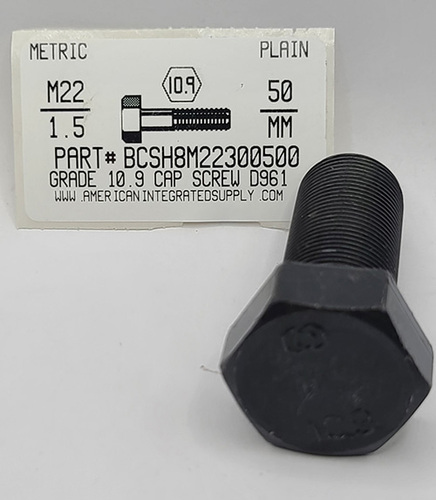 METRIC PLAIN
M22 10.9 50
1.5 MM
PART# BCSH8M22300500
GRADE 10.9 CAP SCREW D961
WWW.AMERICANINTEGRATEDSUPPLY.COM